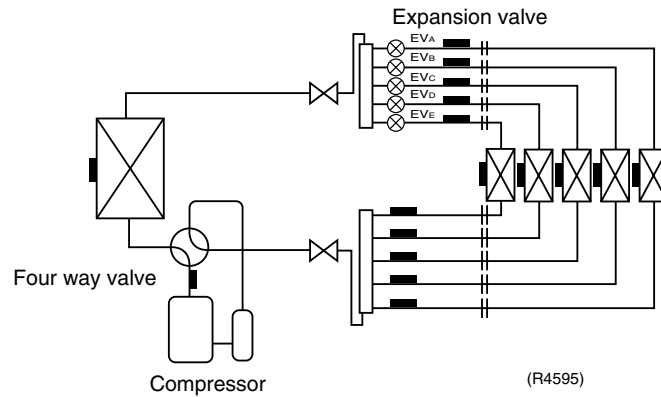 Expansion valve
EVA
EVB
EVC
EVD
EVE
Four way valve
Compressor
(R4595)